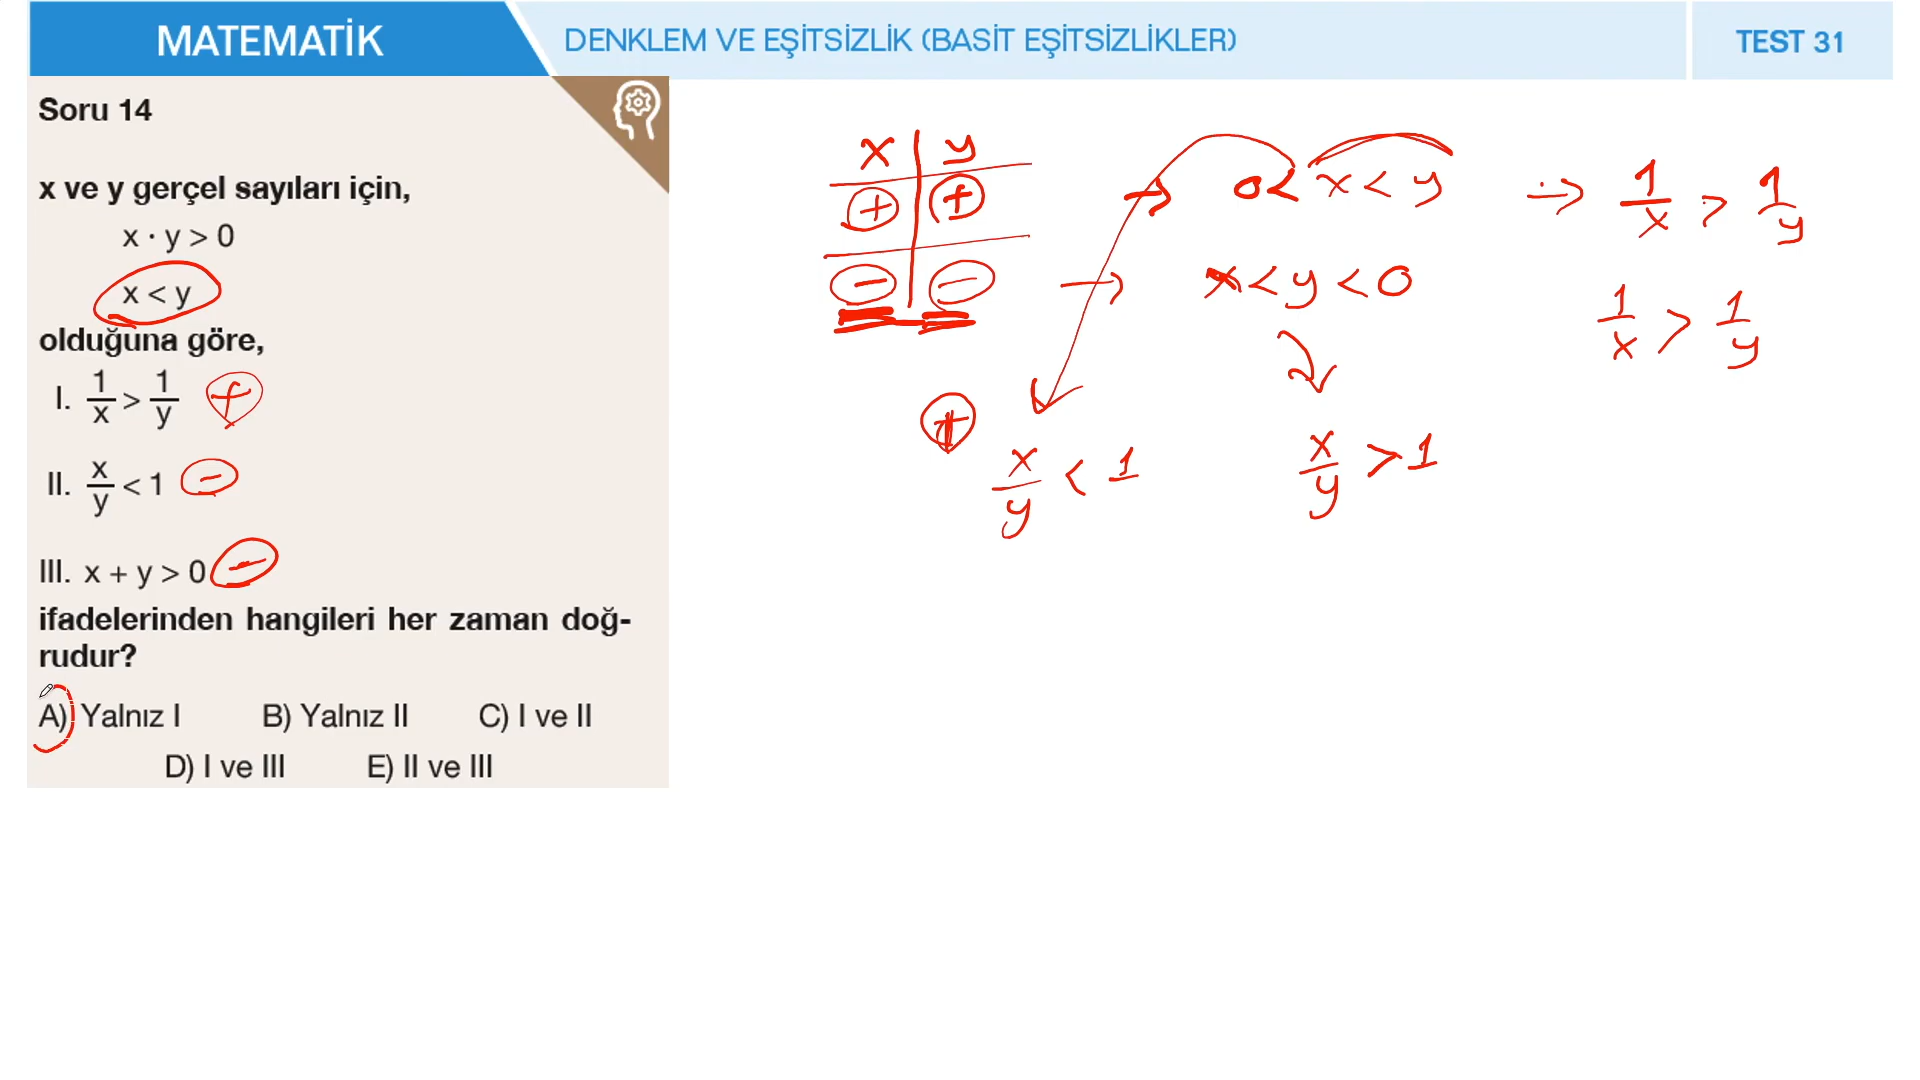 MATEMATİK
DENKLEM VE EŞİTSİZLİK (BASİT EŞİTSİZLİKLER)
TEST 31
Soru 14
x ve y gerçel sayıları için,
x · y > 0
x < y
olduğuna göre,
I. 1/x > 1/y +
II. x/y < 1 -
III. x + y > 0 -
ifadelerinden hangileri her zaman doğ-
rudur?
A) Yalnız I B) Yalnız II C) I ve II
D) I ve III E) II ve III
x y
+ + → 0 < x < y ⇒ 1/x > 1/y
- - → x < y < 0
1/x > 1/y
+
x/y < 1
x/y > 1